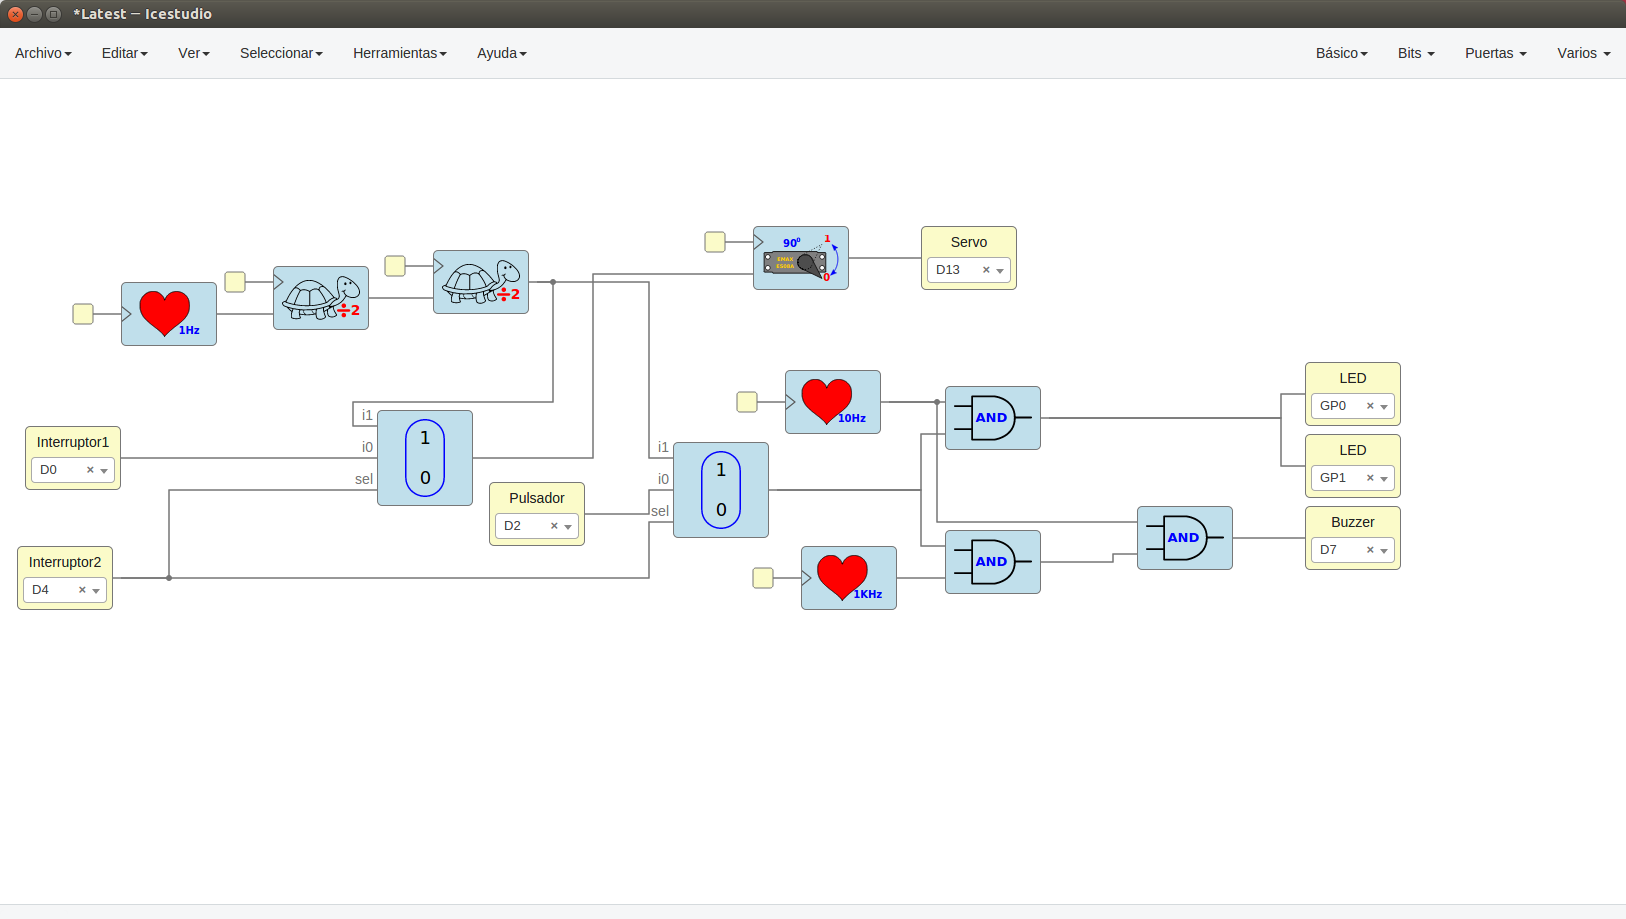 *Latest — Icestudio
Archivo Editar Ver Seleccionar Herramientas Ayuda Básico Bits Puertas Varios
90º 1
EMAX
ES08A
0
Servo
D13
÷2
÷2
1Hz
LED
GP0
10Hz
AND
i1
1
0
i0
sel
Interruptor1
D0
LED
GP1
i1
1
0
i0
sel
Pulsador
D2
Buzzer
D7
AND
AND
Interruptor2
D4
1KHz